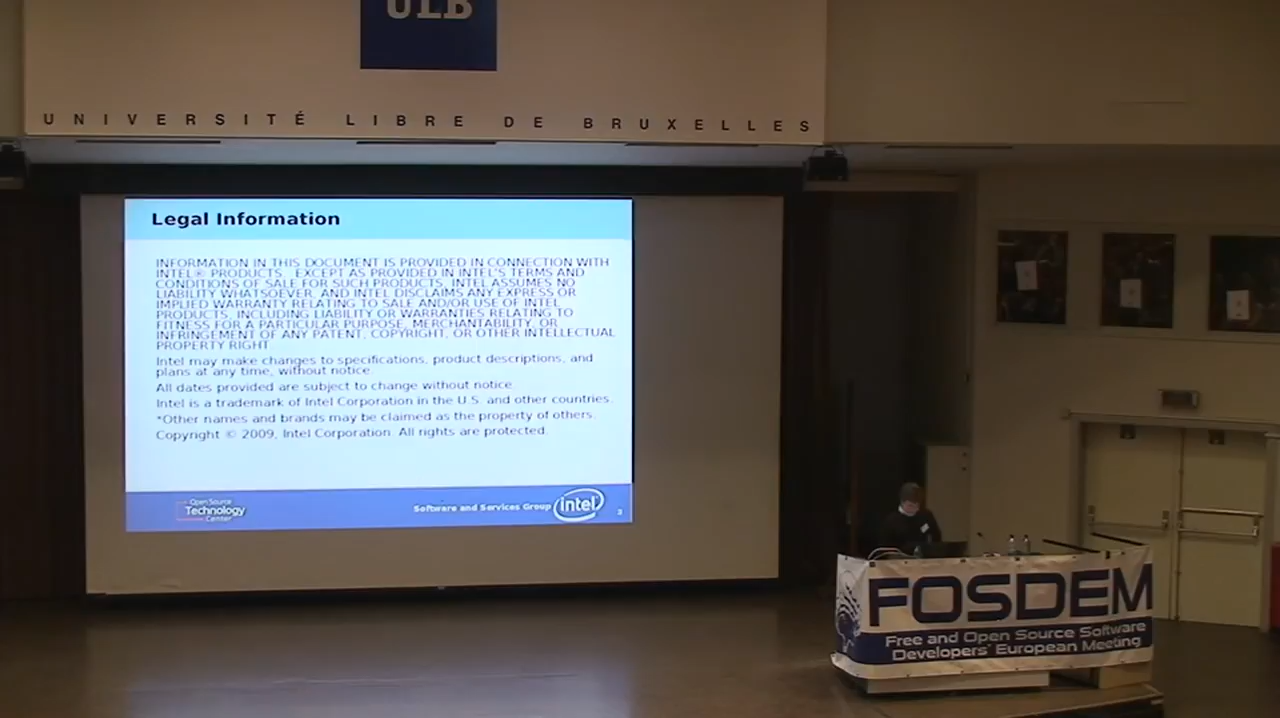 ULB
UNIVERSITÉ LIBRE DE BRUXELLES
Legal Information
INFORMATION IN THIS DOCUMENT IS PROVIDED IN CONNECTION WITH
INTEL® PRODUCTS. EXCEPT AS PROVIDED IN INTEL'S TERMS AND
CONDITIONS OF SALE FOR SUCH PRODUCTS, INTEL ASSUMES NO
LIABILITY WHATSOEVER, AND INTEL DISCLAIMS ANY EXPRESS OR
IMPLIED WARRANTY RELATING TO SALE AND/OR USE OF INTEL
PRODUCTS, INCLUDING LIABILITY OR WARRANTIES RELATING TO
FITNESS FOR A PARTICULAR PURPOSE, MERCHANTABILITY, OR
INFRINGEMENT OF ANY PATENT, COPYRIGHT, OR OTHER INTELLECTUAL
PROPERTY RIGHT.
Intel may make changes to specifications, product descriptions, and
plans at any time, without notice.
All dates provided are subject to change without notice.
Intel is a trademark of Intel Corporation in the U.S. and other countries.
*Other names and brands may be claimed as the property of others.
Copyright © 2009, Intel Corporation. All rights are protected.
Open Source
Technology
Center
Software and Services Group
intel
FOSDEM
Free and Open Source Software
Developers' European Meeting